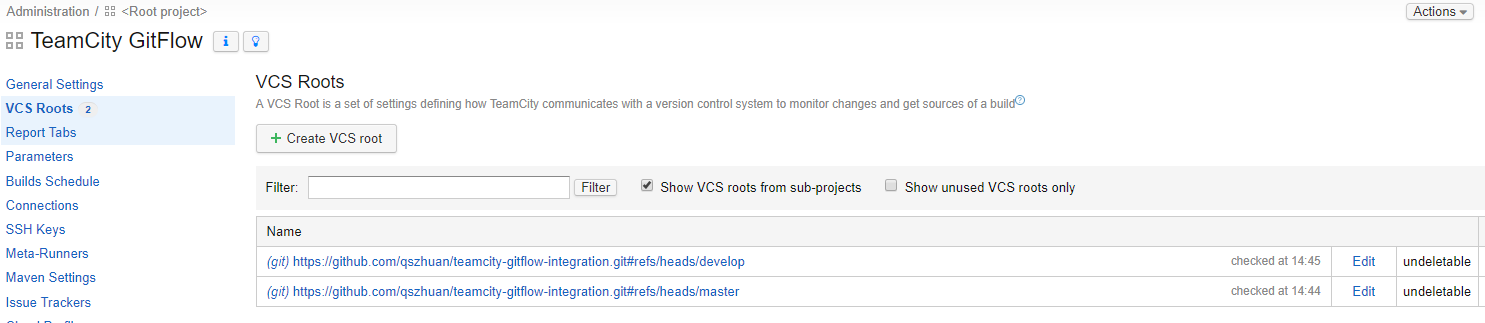 Administration / <Root project>
Actions
TeamCity GitFlow
General Settings
VCS Roots 2
Report Tabs
Parameters
Builds Schedule
Connections
SSH Keys
Meta-Runners
Maven Settings
Issue Trackers
VCS Roots
A VCS Root is a set of settings defining how TeamCity communicates with a version control system to monitor changes and get sources of a build?
+ Create VCS root
Filter: Filter Show VCS roots from sub-projects Show unused VCS roots only
Name
(git) https://github.com/qszhuan/teamcity-gitflow-integration.git#refs/heads/develop checked at 14:45 Edit undeletable
(git) https://github.com/qszhuan/teamcity-gitflow-integration.git#refs/heads/master checked at 14:44 Edit undeletable